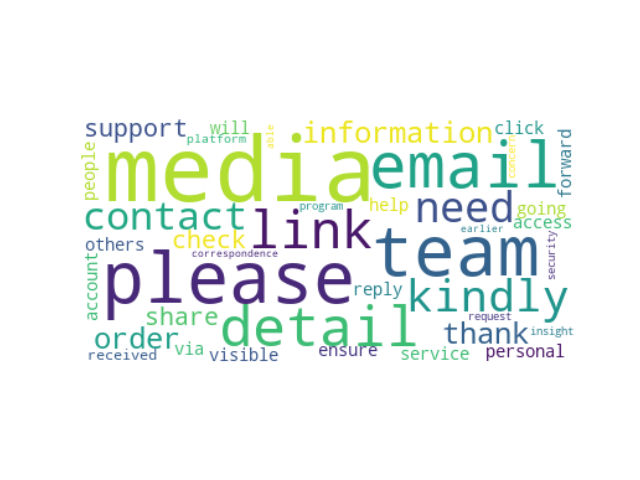 support
will
platform
able
information
click
concern
forward
people
media
email
contact
link
program
help
need
going
access
others
check
correspondence
team
earlier
security
account
please
reply
kindly
share
detail
request
order
thank
insight
received
via
visible
ensure
service
personal